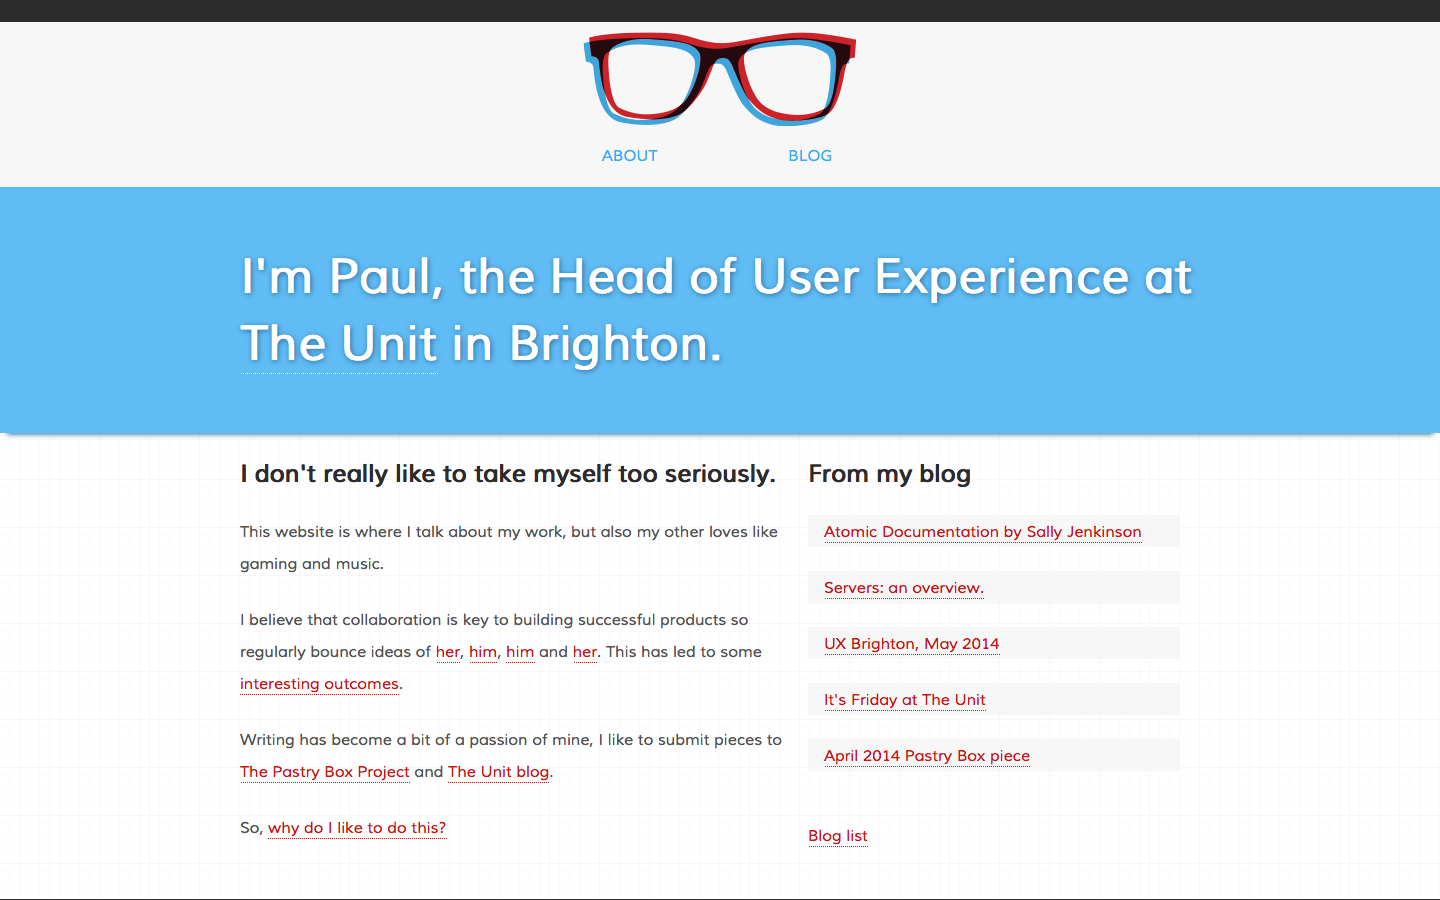 ABOUT BLOG
I'm Paul, the Head of User Experience at
The Unit in Brighton.
I don't really like to take myself too seriously.
This website is where I talk about my work, but also my other loves like
gaming and music.
I believe that collaboration is key to building successful products so
regularly bounce ideas of her, him, him and her. This has led to some
interesting outcomes.
Writing has become a bit of a passion of mine, I like to submit pieces to
The Pastry Box Project and The Unit blog.
So, why do I like to do this?
From my blog
Atomic Documentation by Sally Jenkinson
Servers: an overview.
UX Brighton, May 2014
It's Friday at The Unit
April 2014 Pastry Box piece
Blog list